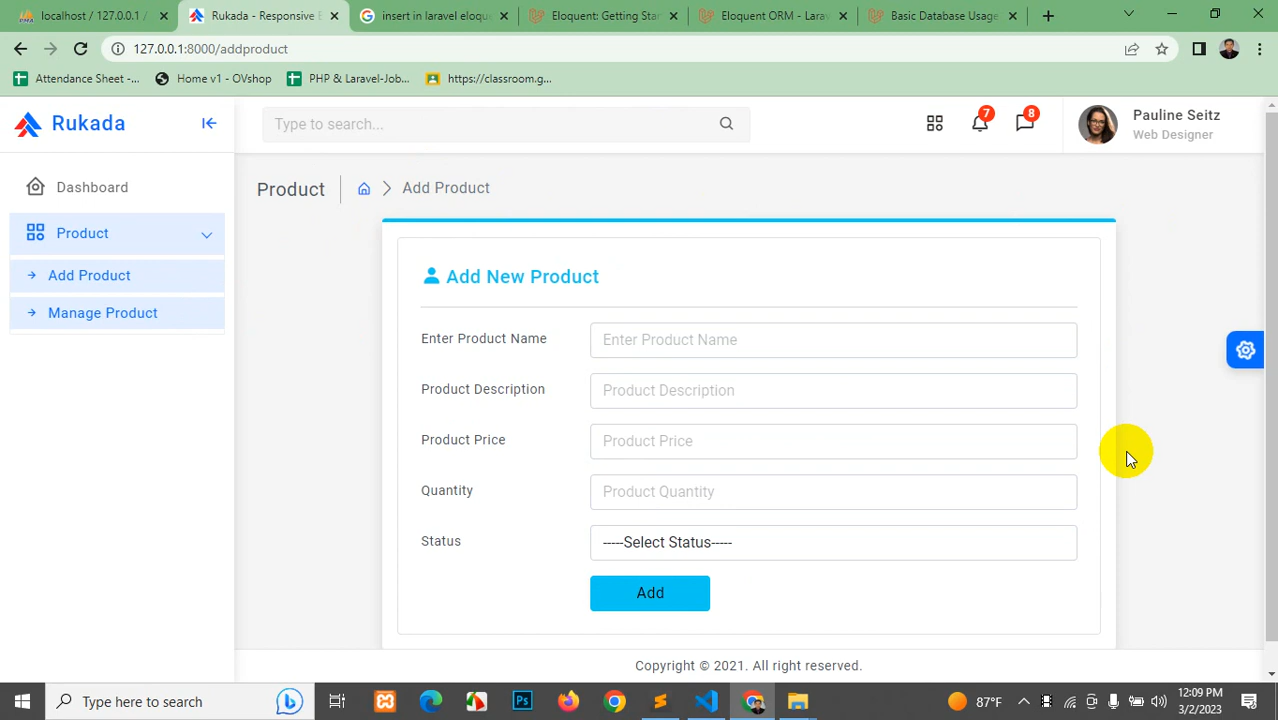 localhost / 127.0.0.1 /
Rukada - Responsive B
insert in laravel eloque
Eloquent: Getting Star
Eloquent ORM - Larav
Basic Database Usage
127.0.0.1:8000/addproduct
Attendance Sheet -...
Home v1 - OVshop
PHP & Laravel-Job...
https://classroom.g...
Rukada
Type to search...
7
8
Pauline Seitz
Web Designer
Dashboard
Product
Add Product
Manage Product
Product
Add Product
Add New Product
Enter Product Name
Enter Product Name
Product Description
Product Description
Product Price
Product Price
Quantity
Product Quantity
Status
-----Select Status-----
Add
Copyright © 2021. All right reserved.
Type here to search
Ps
87°F
12:09 PM
3/2/2023